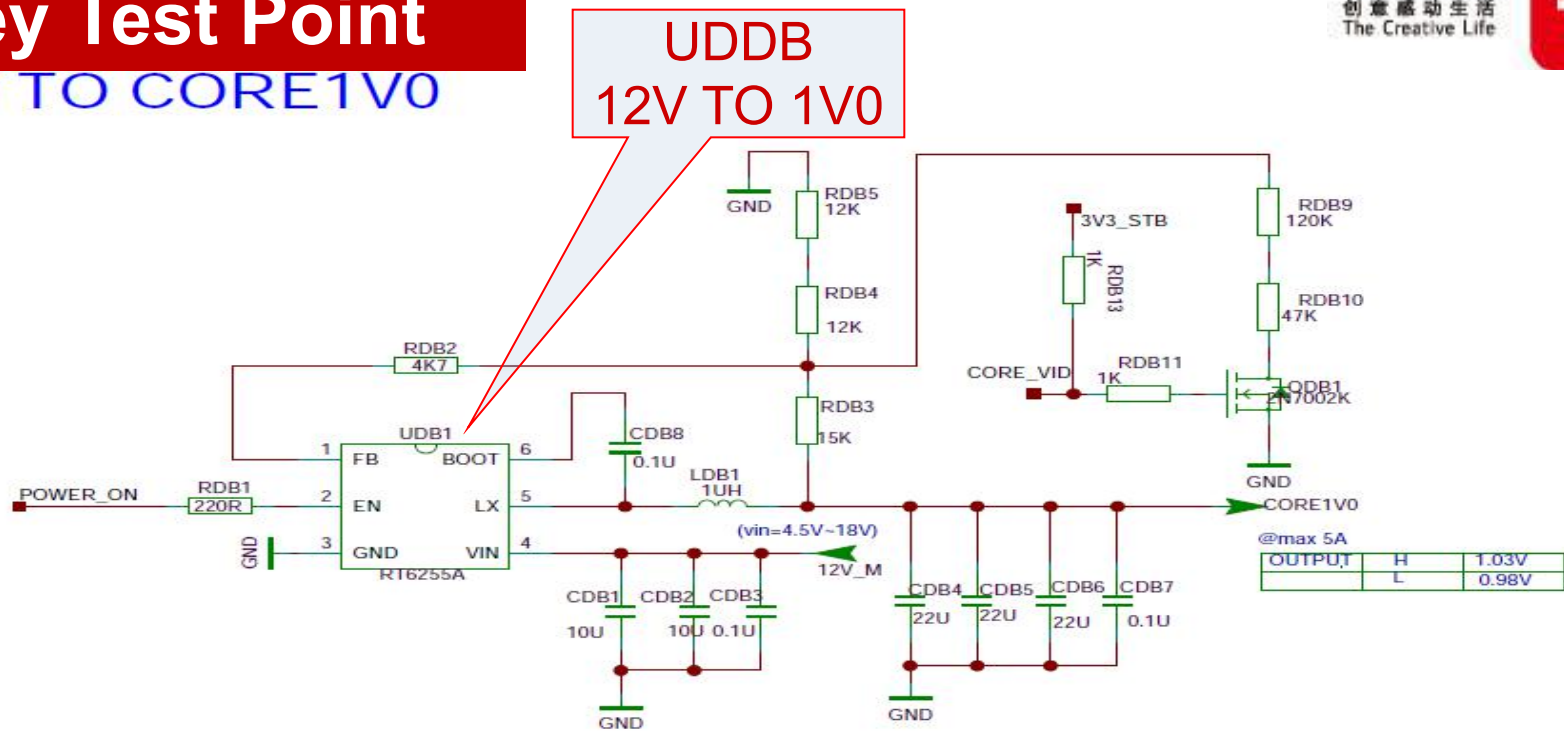 ey Test Point
创意感动生活
The Creative Life
TO CORE1V0
UDDB
12V TO 1V0
GND
RDB5
12K
RDB4
12K
3V3_STB
1K
RDB13
RDB9
120K
RDB10
47K
RDB2
4K7
RDB3
15K
CORE_VID
RDB11
1K
QDB1
2N7002K
GND
UDB1
1 FB BOOT 6
2 EN LX 5
3 GND VIN 4
RT6255A
POWER_ON
RDB1
220R
GND
CDB8
0.1U
LDB1
1UH
(vin=4.5V~18V)
12V_M
CORE1V0
@max 5A
OUTPUT H 1.03V
L 0.98V
CDB1 CDB2 CDB3
10U 10U 0.1U
GND
CDB4 CDB5 CDB6 CDB7
22U 22U 22U 0.1U
GND